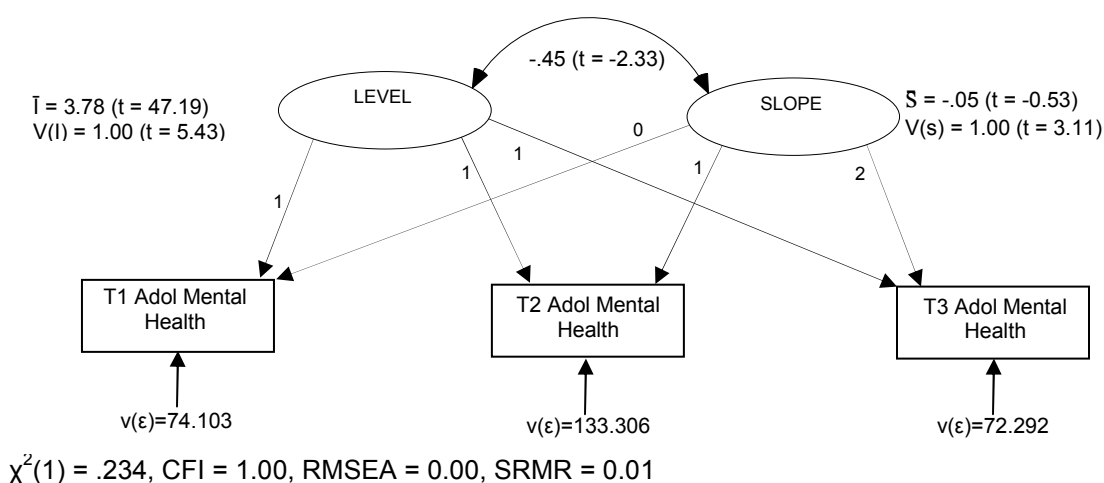 -.45 (t = -2.33)
LEVEL
SLOPE
Ī = 3.78 (t = 47.19)
V(I) = 1.00 (t = 5.43)
S̄ = -.05 (t = -0.53)
V(s) = 1.00 (t = 3.11)
0
1
1
1
2
1
T1 Adol Mental
Health
T2 Adol Mental
Health
T3 Adol Mental
Health
v(ε)=74.103
v(ε)=133.306
v(ε)=72.292
χ²(1) = .234, CFI = 1.00, RMSEA = 0.00, SRMR = 0.01